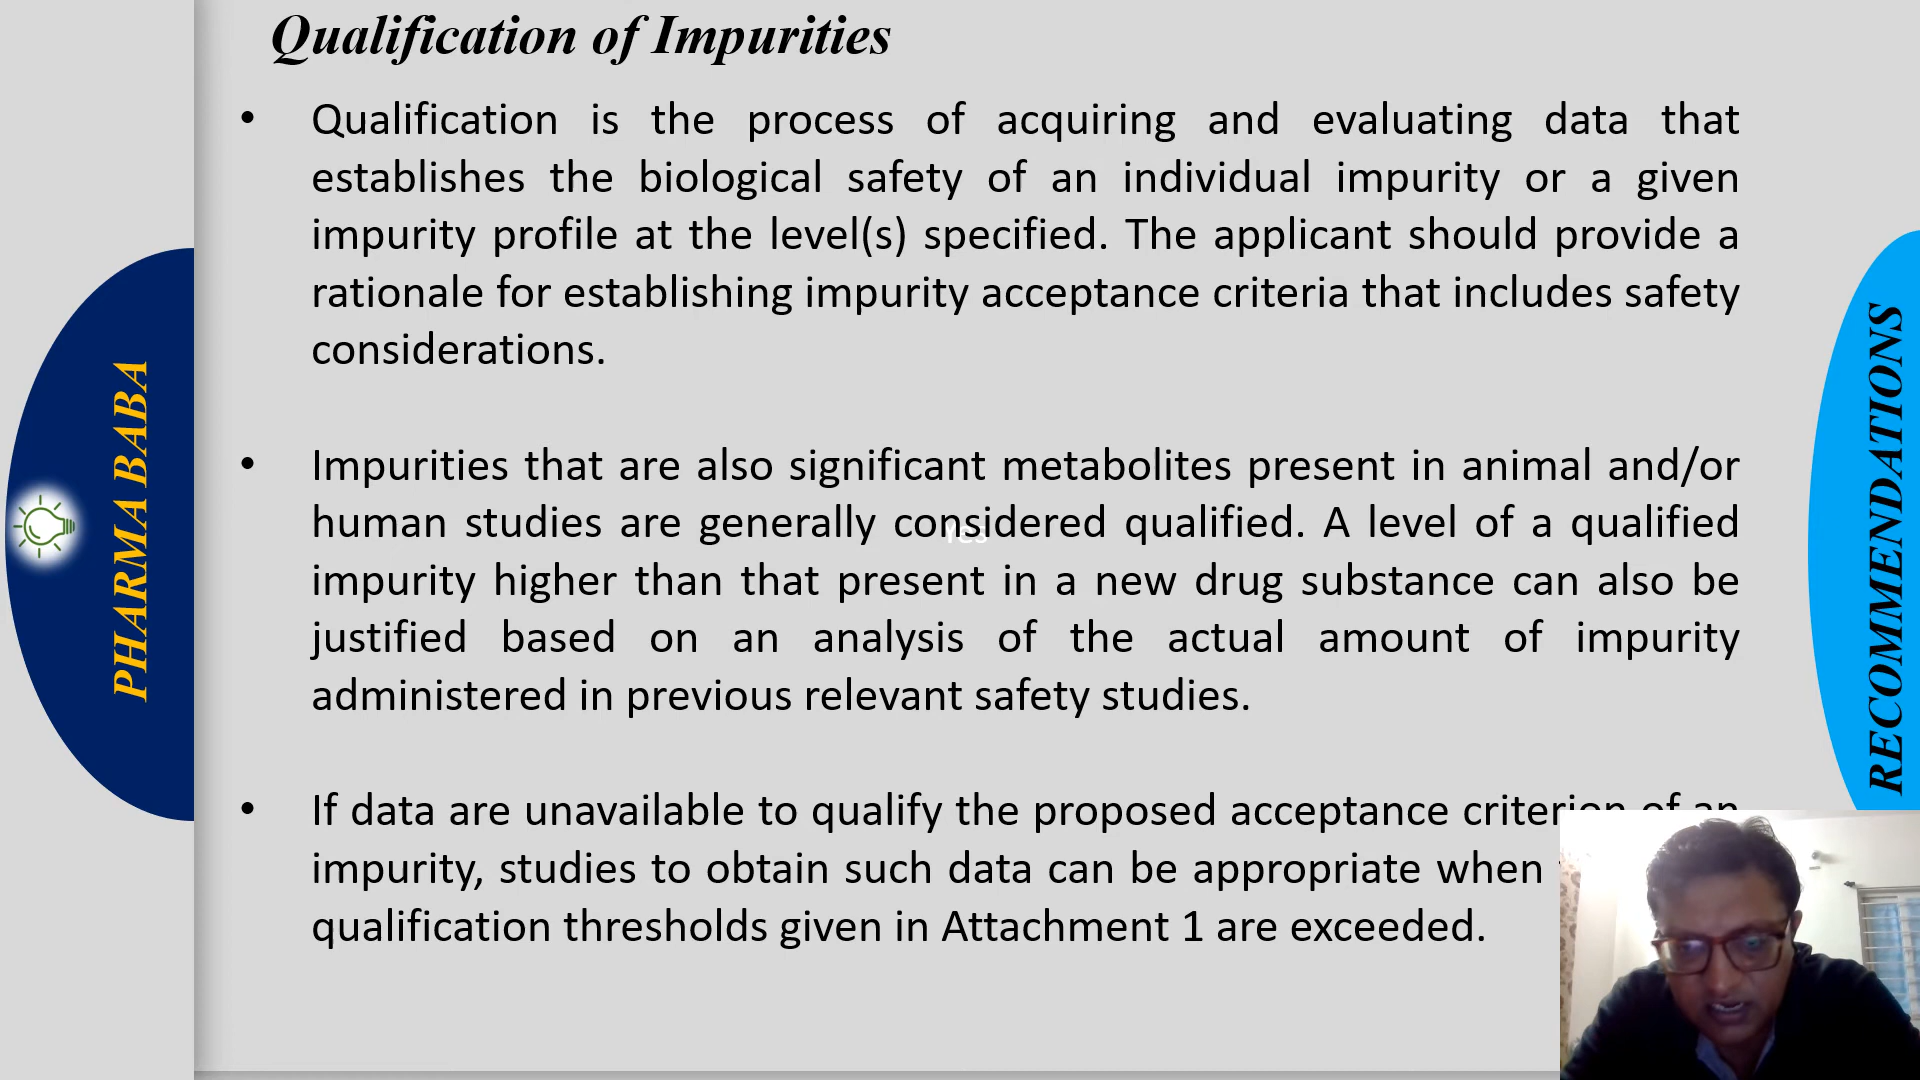 Qualification of Impurities
• Qualification is the process of acquiring and evaluating data that
establishes the biological safety of an individual impurity or a given
impurity profile at the level(s) specified. The applicant should provide a
rationale for establishing impurity acceptance criteria that includes safety
considerations.
• Impurities that are also significant metabolites present in animal and/or
human studies are generally considered qualified. A level of a qualified
impurity higher than that present in a new drug substance can also be
justified based on an analysis of the actual amount of impurity
administered in previous relevant safety studies.
• If data are unavailable to qualify the proposed acceptance criterion of an
impurity, studies to obtain such data can be appropriate when
qualification thresholds given in Attachment 1 are exceeded.
Yes
PHARMA BABA
RECOMMENDATIONS